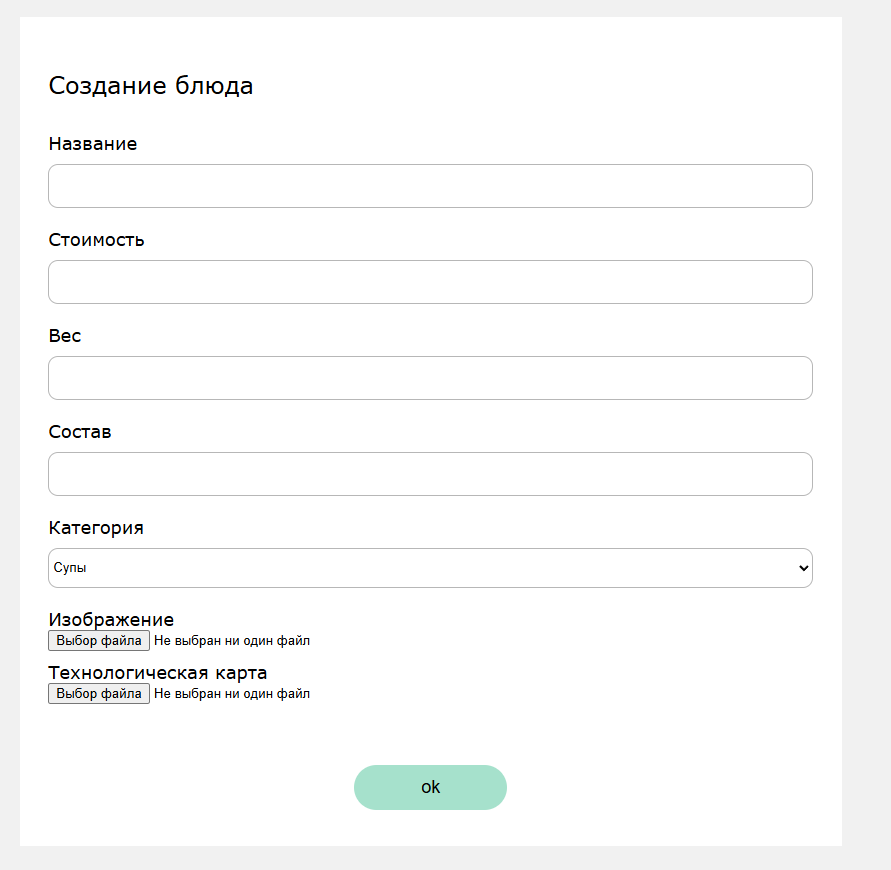 Создание блюда
Название
Стоимость
Вес
Состав
Категория
Супы
Изображение
Выбор файла Не выбран ни один файл
Технологическая карта
Выбор файла Не выбран ни один файл
ok